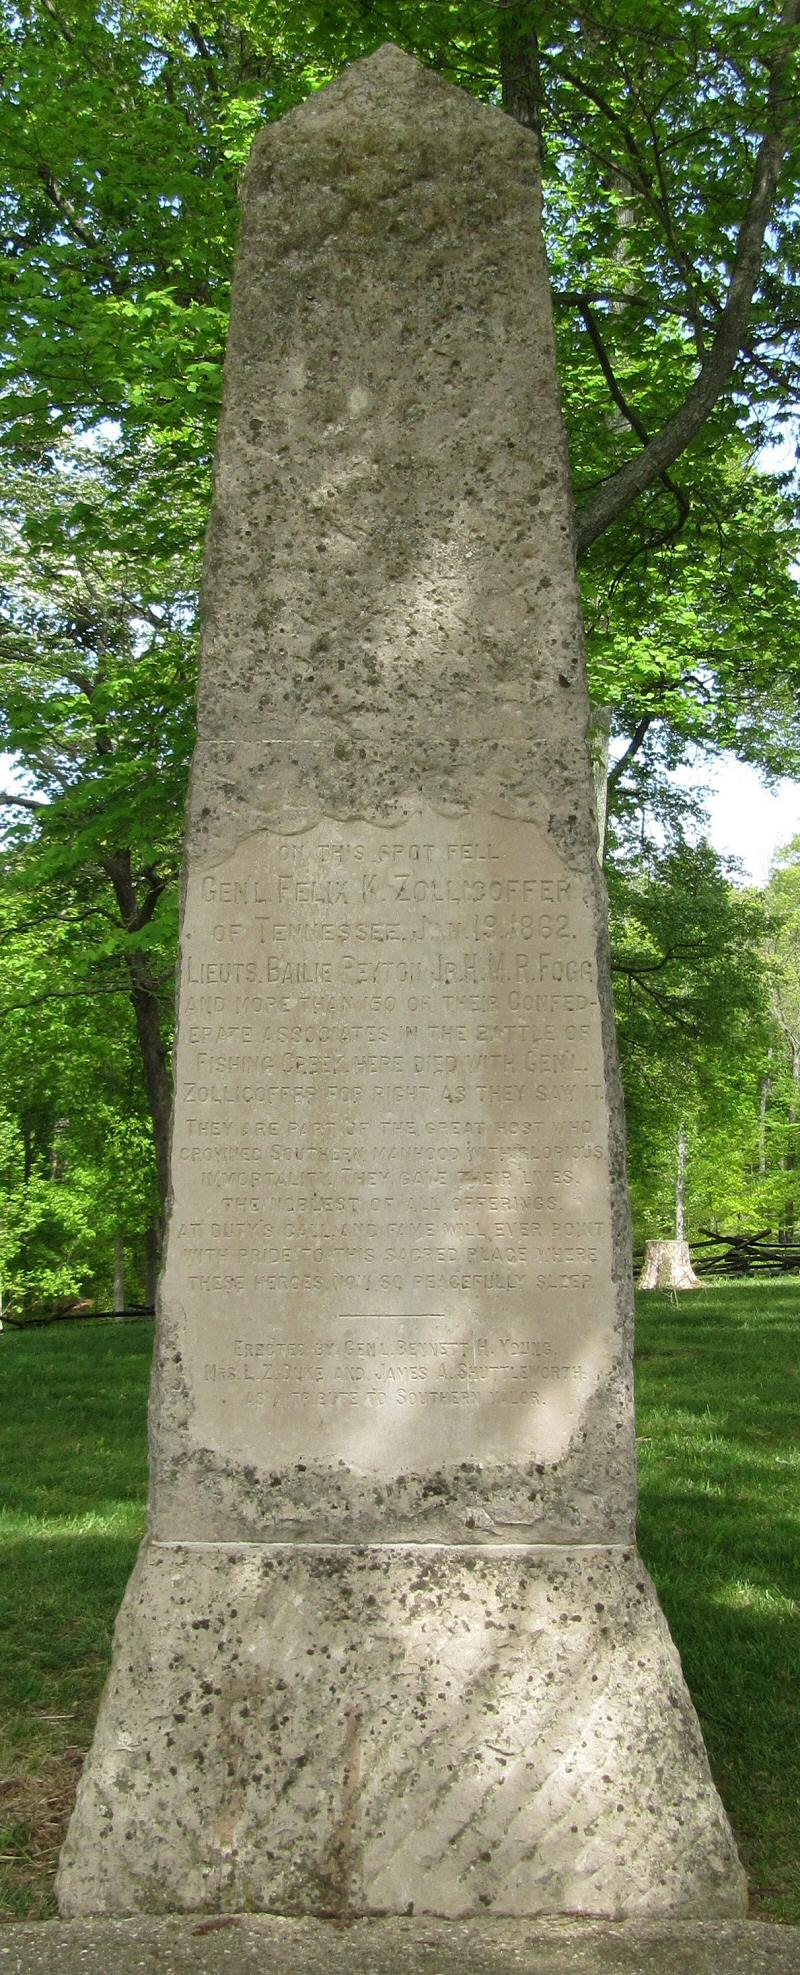 ON THIS SPOT FELL
GEN'L. FELIX K. ZOLLICOFFER
OF TENNESSEE, JAN. 19. 1862.
LIEUTS. BAILIE PEYTON JR. H. M. R. FOGG
AND MORE THAN 150 OF THEIR CONFED-
ERATE ASSOCIATES IN THE BATTLE OF
FISHING CREEK, HERE DIED WITH GEN'L.
ZOLLICOFFER FOR RIGHT AS THEY SAW IT.
THEY ARE PART OF THE GREAT HOST WHO
CROWNED SOUTHERN MANHOOD WITH GLORIOUS
IMMORTALITY. THEY GAVE THEIR LIVES,
THE NOBLEST OF ALL OFFERINGS,
AT DUTY'S CALL, AND FAME WILL EVER POINT
WITH PRIDE TO THIS SACRED PLACE WHERE
THESE HEROES NOW SO PEACEFULLY SLEEP.
ERECTED BY GEN'L. BENNETT H. YOUNG,
MRS. L. Z. DUKE AND JAMES A. SHUTTLEWORTH,
AS A TRIBUTE TO SOUTHERN VALOR.